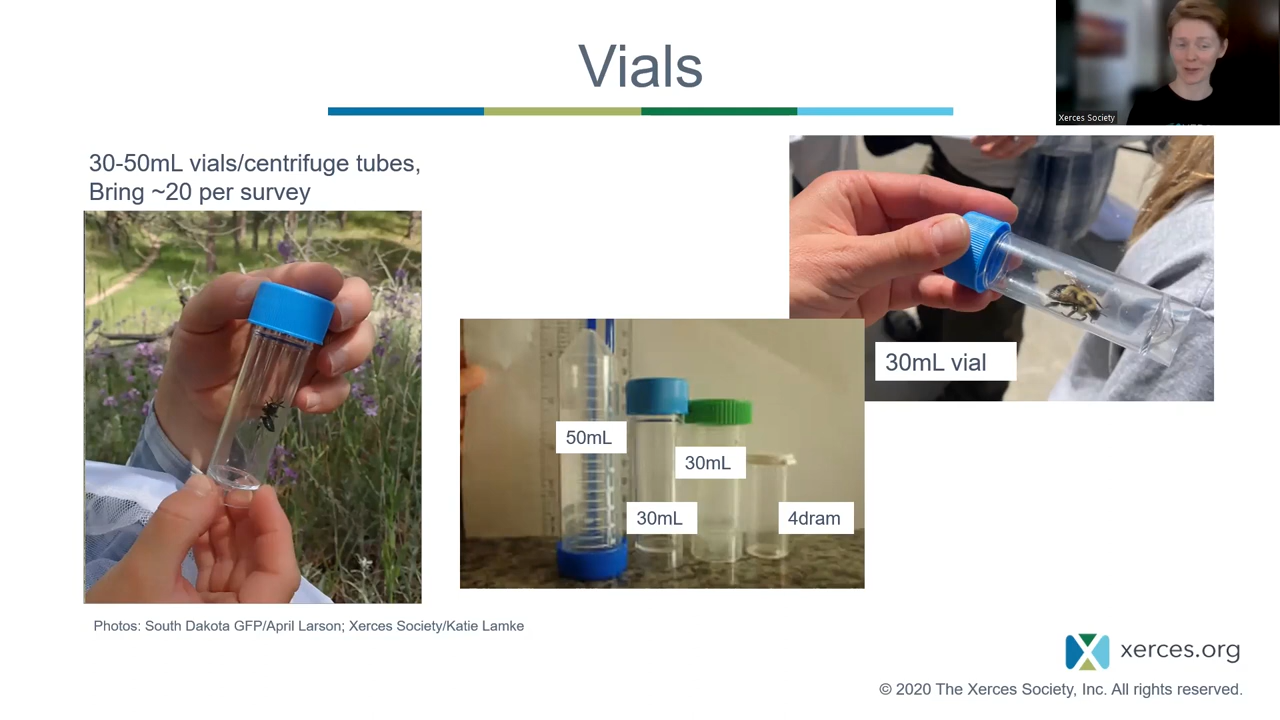 Vials
Xerces Society
30-50mL vials/centrifuge tubes,
Bring ~20 per survey
30mL vial
50mL
30mL
30mL
4dram
Photos: South Dakota GFP/April Larson; Xerces Society/Katie Lamke
xerces.org
© 2020 The Xerces Society, Inc. All rights reserved.